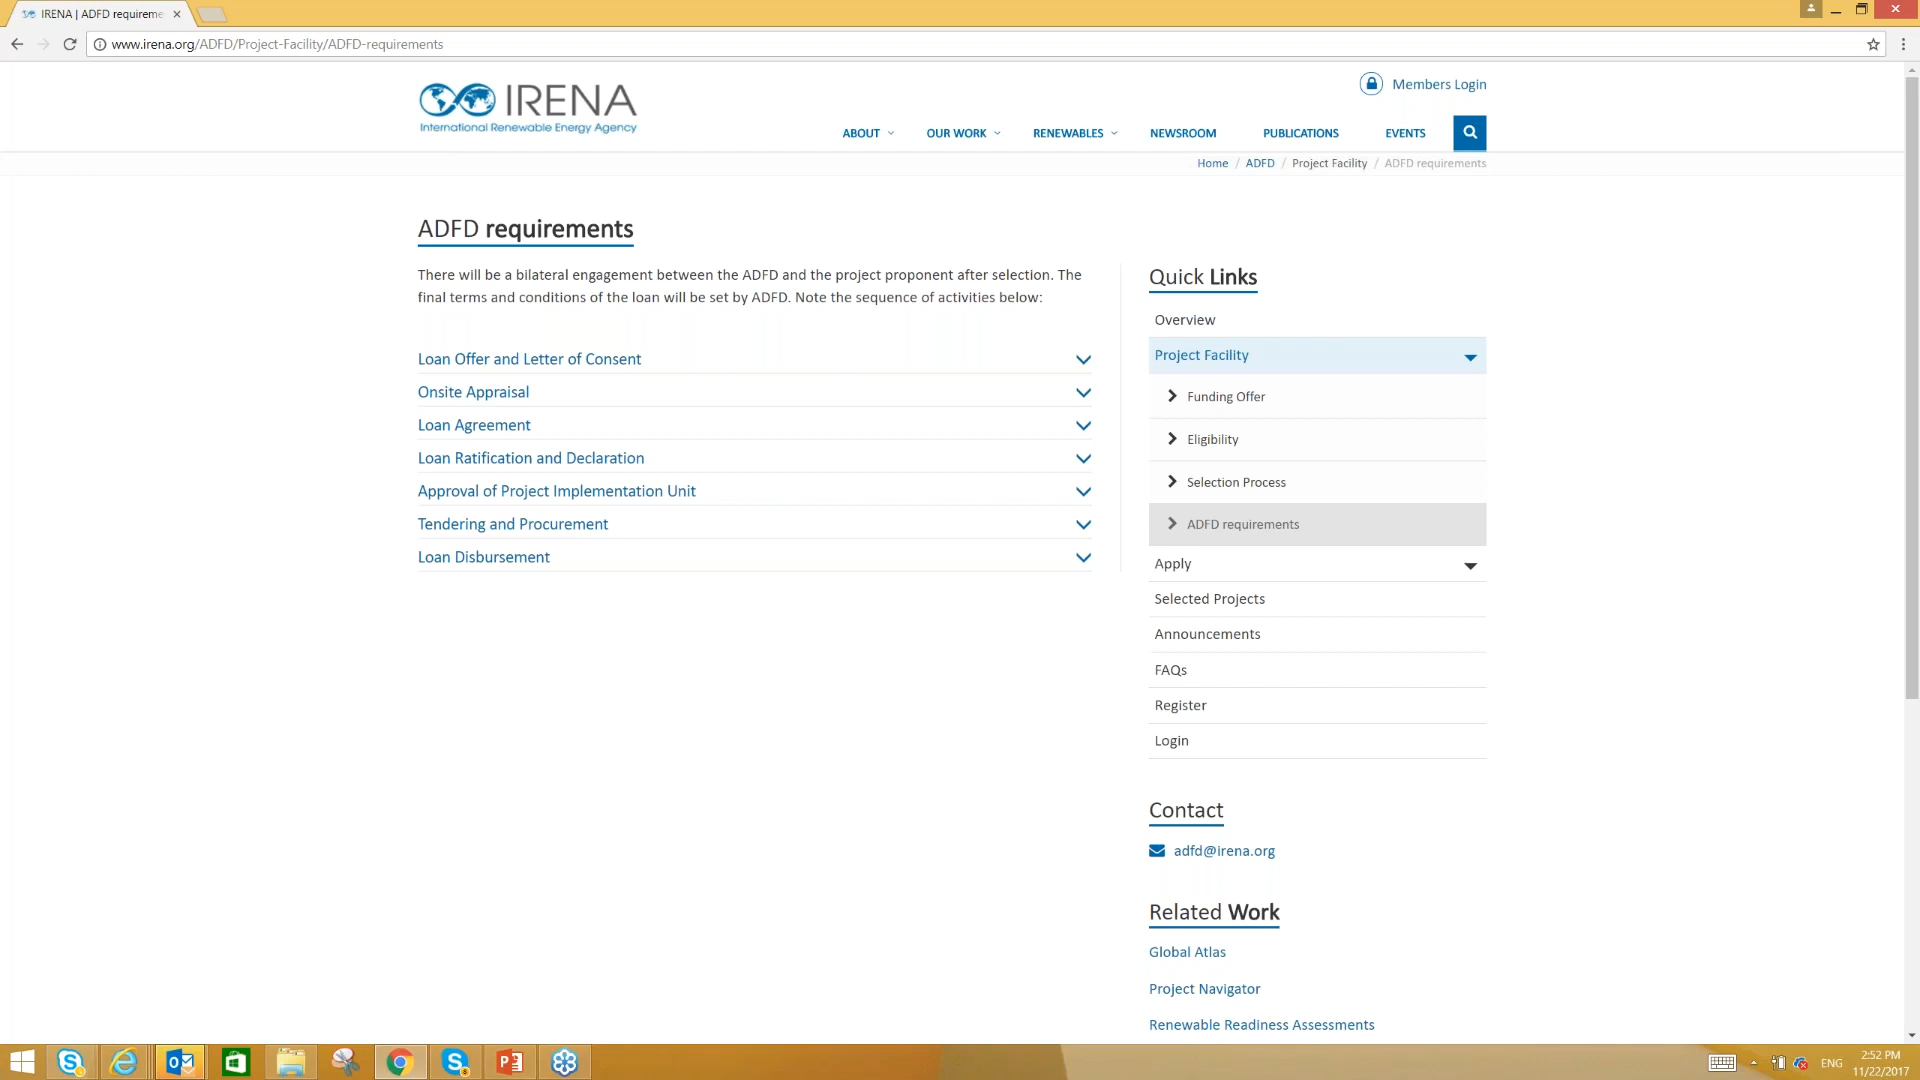 IRENA | ADFD requireme
www.irena.org/ADFD/Project-Facility/ADFD-requirements
Members Login
IRENA
International Renewable Energy Agency
ABOUT OUR WORK RENEWABLES NEWSROOM PUBLICATIONS EVENTS
Home / ADFD / Project Facility / ADFD requirements
ADFD requirements
There will be a bilateral engagement between the ADFD and the project proponent after selection. The
final terms and conditions of the loan will be set by ADFD. Note the sequence of activities below:
Loan Offer and Letter of Consent
Onsite Appraisal
Loan Agreement
Loan Ratification and Declaration
Approval of Project Implementation Unit
Tendering and Procurement
Loan Disbursement
Quick Links
Overview
Project Facility
Funding Offer
Eligibility
Selection Process
ADFD requirements
Apply
Selected Projects
Announcements
FAQs
Register
Login
Contact
adfd@irena.org
Related Work
Global Atlas
Project Navigator
Renewable Readiness Assessments
ENG
2:52 PM
11/22/2017